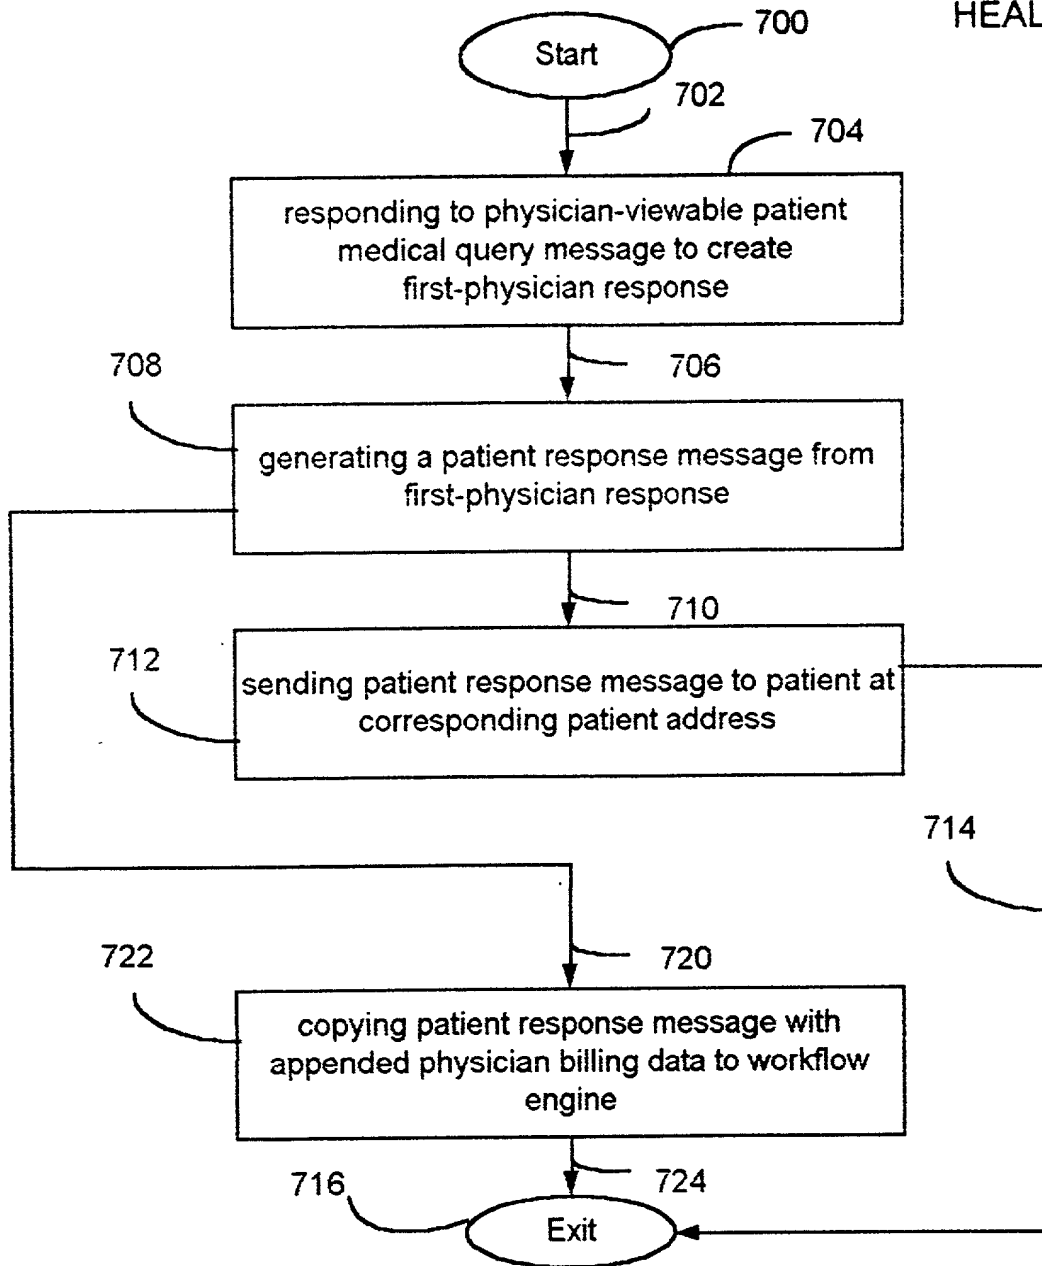 HEAL
Start
700
702
704
responding to physician-viewable patient
medical query message to create
first-physician response
708
706
generating a patient response message from
first-physician response
710
712
sending patient response message to patient at
corresponding patient address
714
722
720
copying patient response message with
appended physician billing data to workflow
engine
716
724
Exit